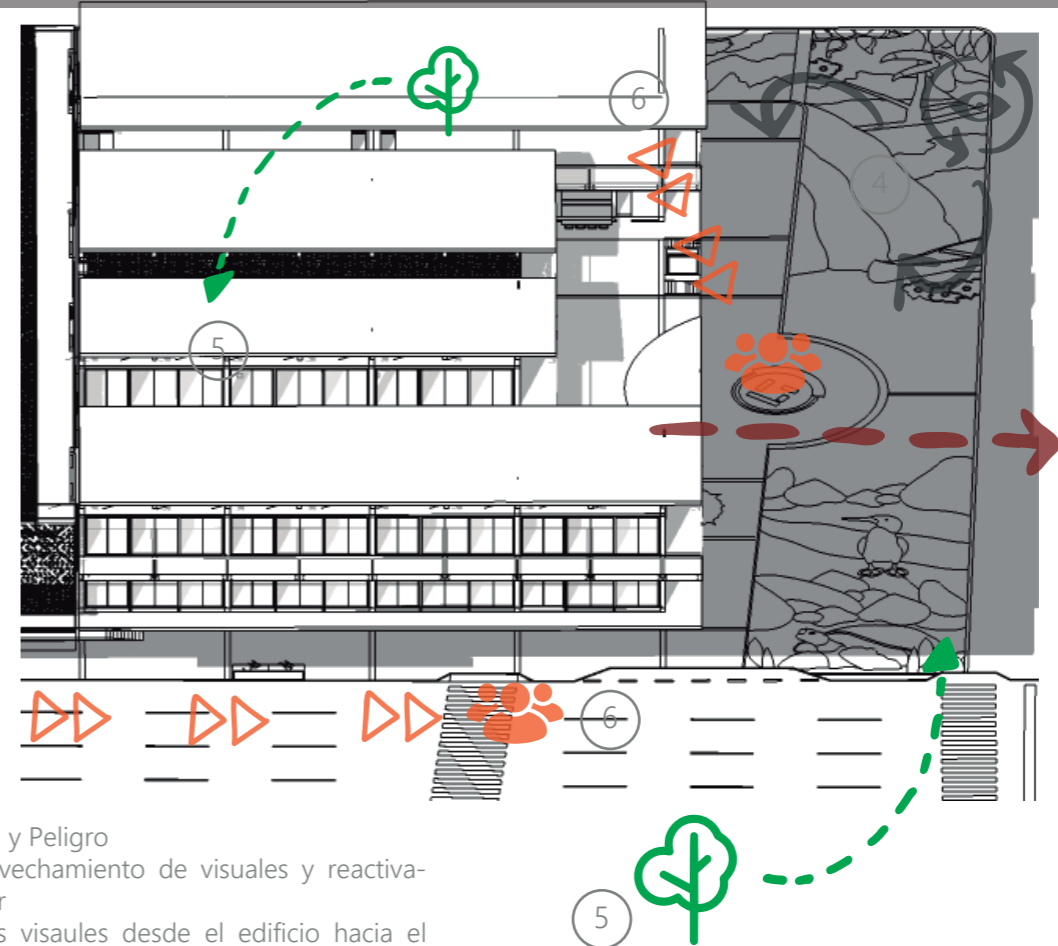 6
4
5
6
y Peligro
vechamiento de visuales y reactiva-
r
s visaules desde el edificio hacia el
5